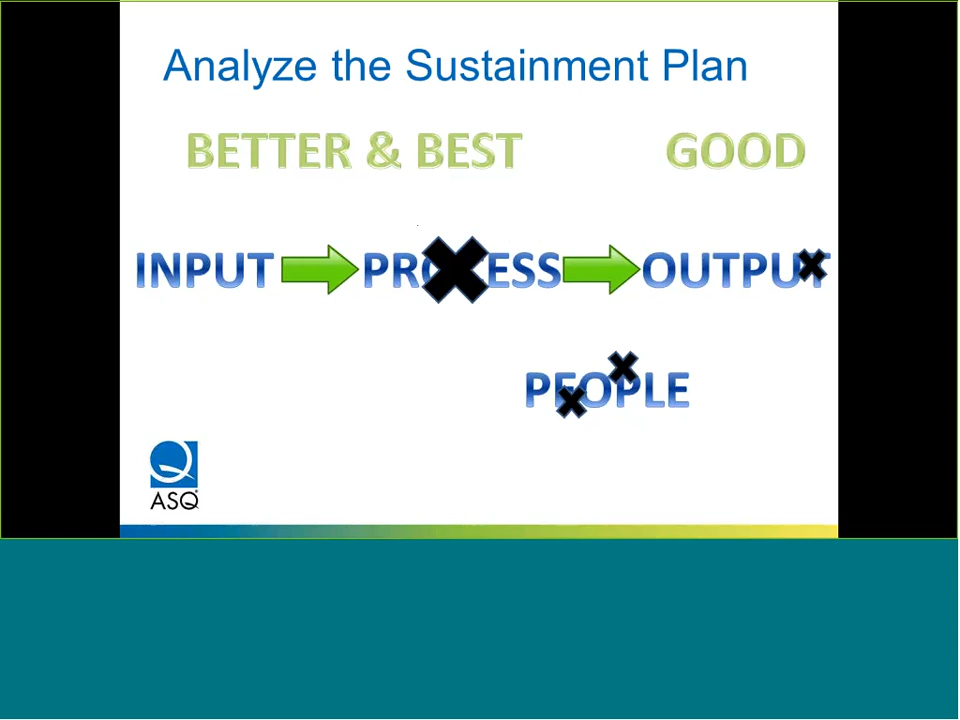 Analyze the Sustainment Plan
BETTER & BEST GOOD
INPUT PROCESS OUTPUT
PEOPLE
ASQ